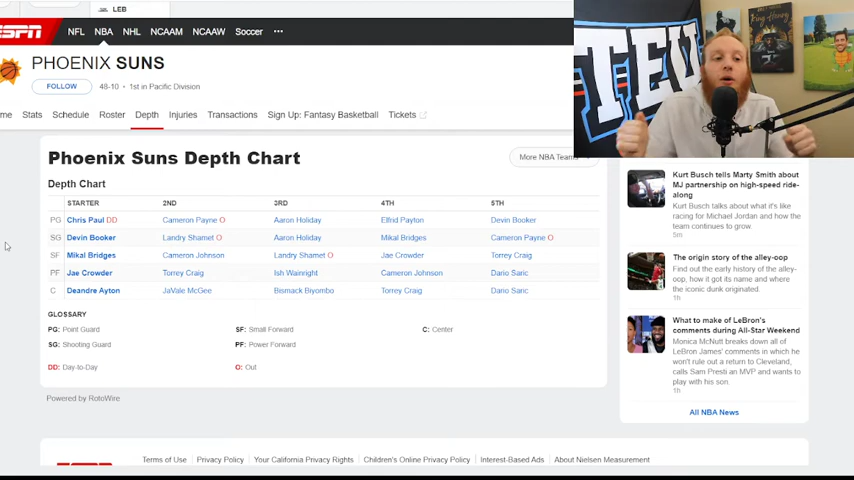 LEB
ESPN
NFL NBA NHL NCAAM NCAAW Soccer •••
PHOENIX SUNS
FOLLOW 48-10 • 1st in Pacific Division
me Stats Schedule Roster Depth Injuries Transactions Sign Up: Fantasy Basketball Tickets
Phoenix Suns Depth Chart
More NBA Teams
Depth Chart
STARTER 2ND 3RD 4TH 5TH
PG Chris Paul DD Cameron Payne O Aaron Holiday Elfrid Payton Devin Booker
SG Devin Booker Landry Shamet O Aaron Holiday Mikal Bridges Cameron Payne O
SF Mikal Bridges Cameron Johnson Landry Shamet O Jae Crowder Torrey Craig
PF Jae Crowder Torrey Craig Ish Wainright Cameron Johnson Dario Saric
C Deandre Ayton JaVale McGee Bismack Biyombo Torrey Craig Dario Saric
GLOSSARY
PG: Point Guard SF: Small Forward C: Center
SG: Shooting Guard PF: Power Forward
DD: Day-to-Day O: Out
Powered by RotoWire
TEU
King Henry
Kurt Busch tells Marty Smith about
MJ partnership on high-speed ride-
along
Kurt Busch talks about what it's like
racing for Michael Jordan and how the
team continues to grow.
5m
The origin story of the alley-oop
Find out the early history of the alley-
oop, how it got its name and where
the iconic dunk originated.
1h
What to make of LeBron's
comments during All-Star Weekend
Monica McNutt breaks down all of
LeBron James' comments in which he
won't rule out a return to Cleveland,
calls Sam Presti an MVP and wants to
play with his son.
1h
All NBA News
Terms of Use Privacy Policy Your California Privacy Rights Children's Online Privacy Policy Interest-Based Ads About Nielsen Measurement